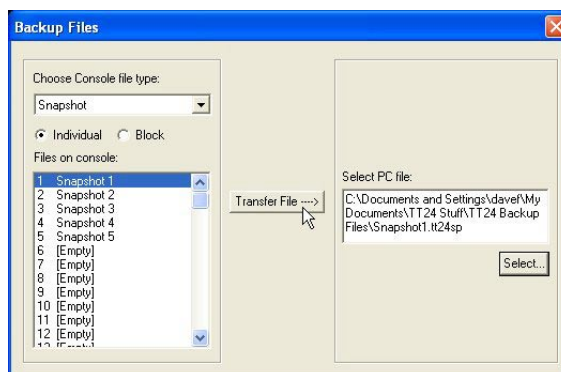 Backup Files
Choose Console file type:
Snapshot
Individual Block
Files on console:
1 Snapshot 1
2 Snapshot 2
3 Snapshot 3
4 Snapshot 4
5 Snapshot 5
6 [Empty]
7 [Empty]
8 [Empty]
9 [Empty]
10 [Empty]
11 [Empty]
12 [Empty]
Transfer File ---->
Select PC file:
C:\Documents and Settings\davef\My
Documents\TT24 Stuff\TT24 Backup
Files\Snapshot1.tt24sp
Select...